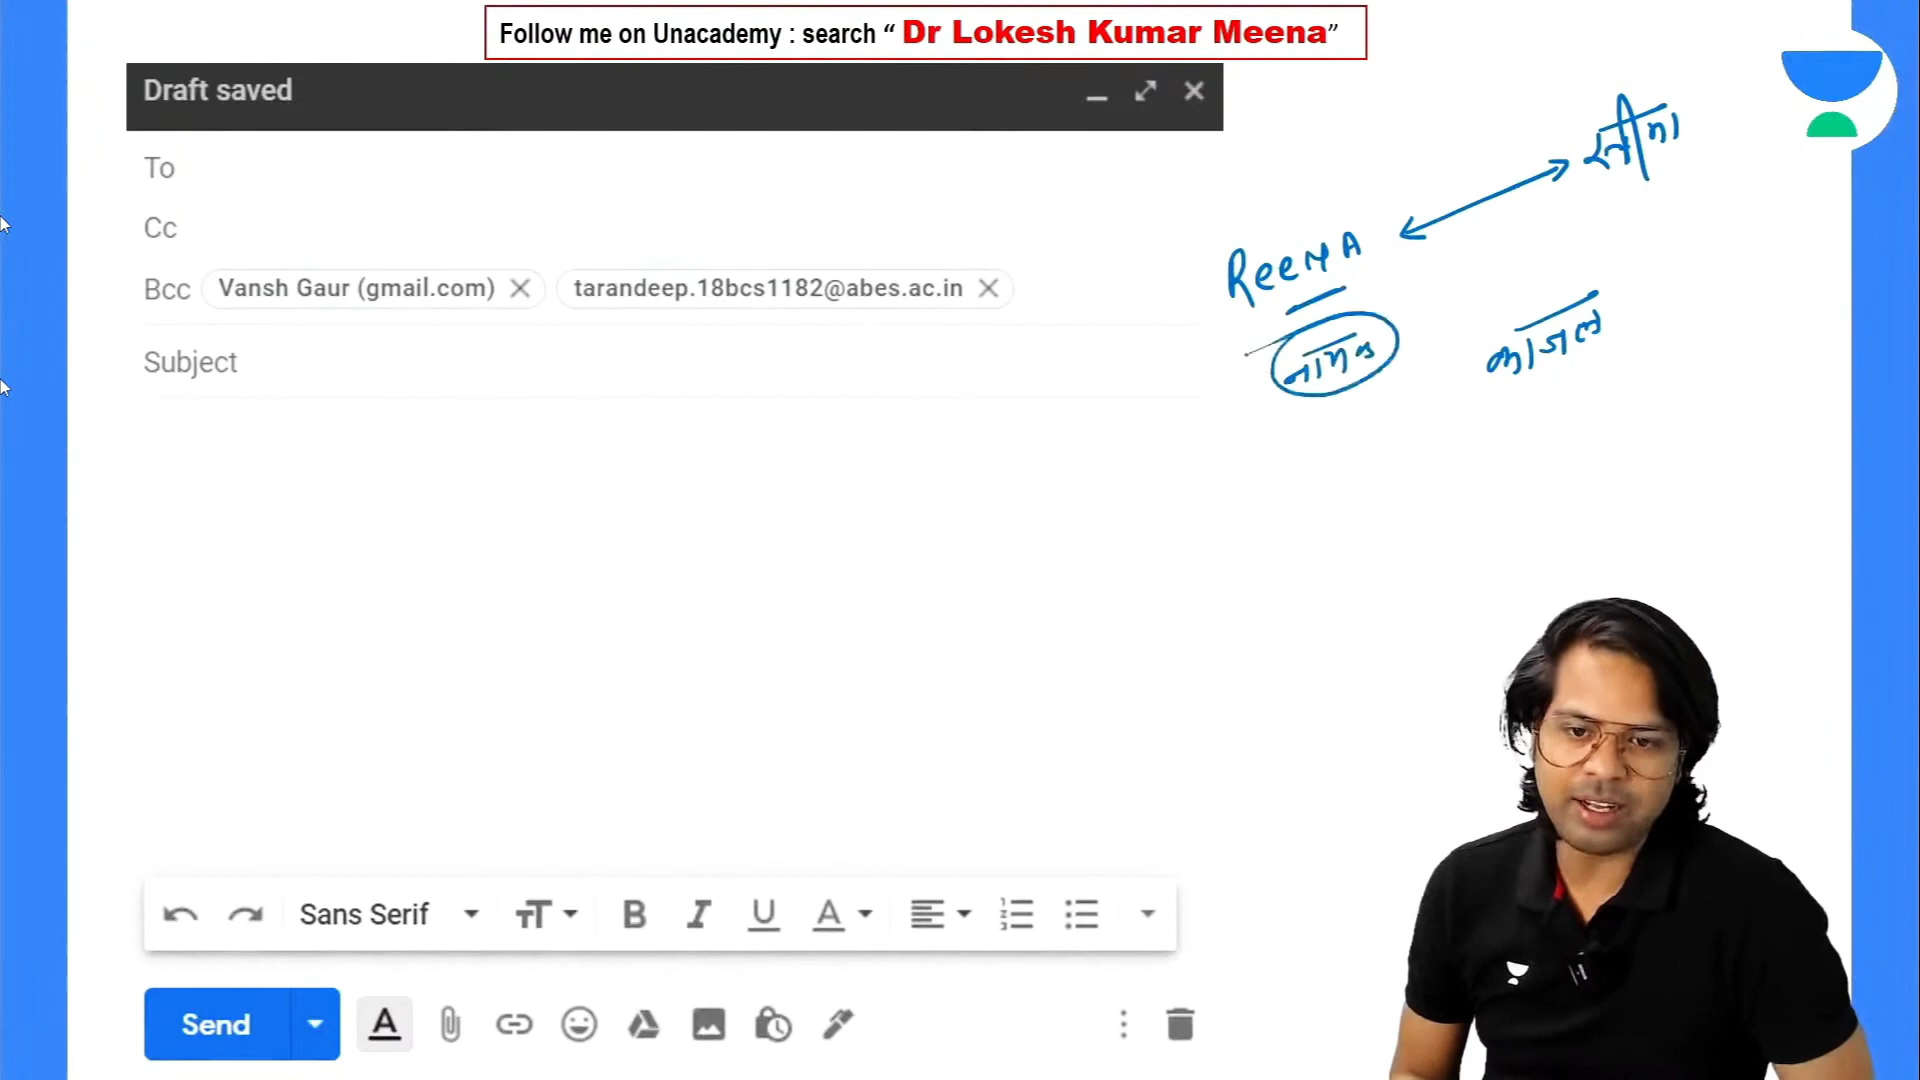 Follow me on Unacademy : search “ Dr Lokesh Kumar Meena”
Draft saved
To
Cc
Bcc Vansh Gaur (gmail.com) tarandeep.18bcs1182@abes.ac.in
Subject
ReenA
काजल
Sans Serif
Send